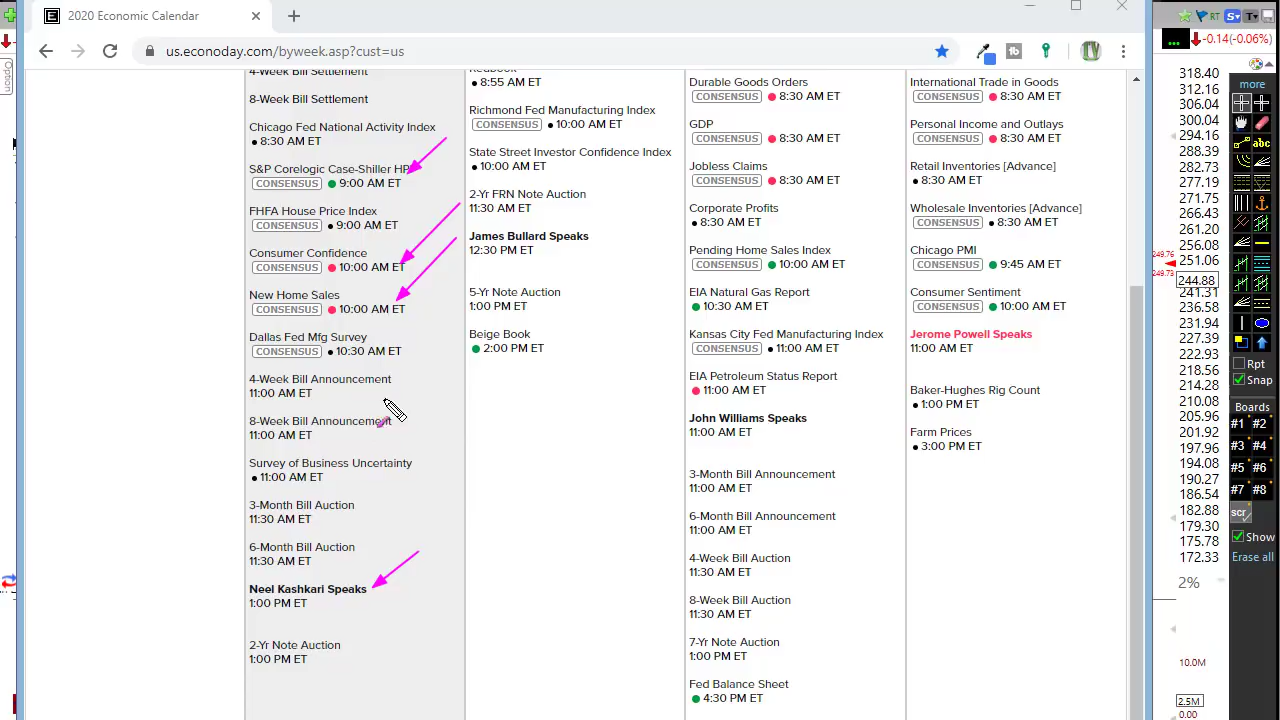 2020 Economic Calendar
us.econoday.com/byweek.asp?cust=us
4-Week Bill Settlement
8-Week Bill Settlement
Chicago Fed National Activity Index
8:30 AM ET
S&P Corelogic Case-Shiller HPI
CONSENSUS 9:00 AM ET
FHFA House Price Index
CONSENSUS 9:00 AM ET
Consumer Confidence
CONSENSUS 10:00 AM ET
New Home Sales
CONSENSUS 10:00 AM ET
Dallas Fed Mfg Survey
CONSENSUS 10:30 AM ET
4-Week Bill Announcement
11:00 AM ET
8-Week Bill Announcement
11:00 AM ET
Survey of Business Uncertainty
11:00 AM ET
3-Month Bill Auction
11:30 AM ET
6-Month Bill Auction
11:30 AM ET
Neel Kashkari Speaks
1:00 PM ET
2-Yr Note Auction
1:00 PM ET
Redbook
8:55 AM ET
Richmond Fed Manufacturing Index
CONSENSUS 10:00 AM ET
State Street Investor Confidence Index
10:00 AM ET
2-Yr FRN Note Auction
11:30 AM ET
James Bullard Speaks
12:30 PM ET
5-Yr Note Auction
1:00 PM ET
Beige Book
2:00 PM ET
Durable Goods Orders
CONSENSUS 8:30 AM ET
GDP
CONSENSUS 8:30 AM ET
Jobless Claims
CONSENSUS 8:30 AM ET
Corporate Profits
8:30 AM ET
Pending Home Sales Index
CONSENSUS 10:00 AM ET
EIA Natural Gas Report
10:30 AM ET
Kansas City Fed Manufacturing Index
CONSENSUS 11:00 AM ET
EIA Petroleum Status Report
11:00 AM ET
John Williams Speaks
11:00 AM ET
3-Month Bill Announcement
11:00 AM ET
6-Month Bill Announcement
11:00 AM ET
4-Week Bill Auction
11:30 AM ET
8-Week Bill Auction
11:30 AM ET
7-Yr Note Auction
1:00 PM ET
Fed Balance Sheet
4:30 PM ET
International Trade in Goods
CONSENSUS 8:30 AM ET
Personal Income and Outlays
CONSENSUS 8:30 AM ET
Retail Inventories [Advance]
8:30 AM ET
Wholesale Inventories [Advance]
CONSENSUS 8:30 AM ET
Chicago PMI
CONSENSUS 9:45 AM ET
Consumer Sentiment
CONSENSUS 10:00 AM ET
Jerome Powell Speaks
11:00 AM ET
Baker-Hughes Rig Count
1:00 PM ET
Farm Prices
3:00 PM ET
Option
RT
-0.14(-0.06%)
318.40
312.16
306.04
300.04
294.16
288.39
282.73
277.19
271.75
266.43
261.20
256.08
249.76
251.06
249.73
244.88
241.31
236.58
231.94
227.39
222.93
218.56
214.28
210.08
205.96
201.92
197.96
194.08
190.27
186.54
182.88
179.30
175.78
172.33
2%
10.0M
2.5M
0.00
more
abc
Rpt
Snap
Boards
#1 #2
#3 #4
#5 #6
#7 #8
scr
Show
Erase all